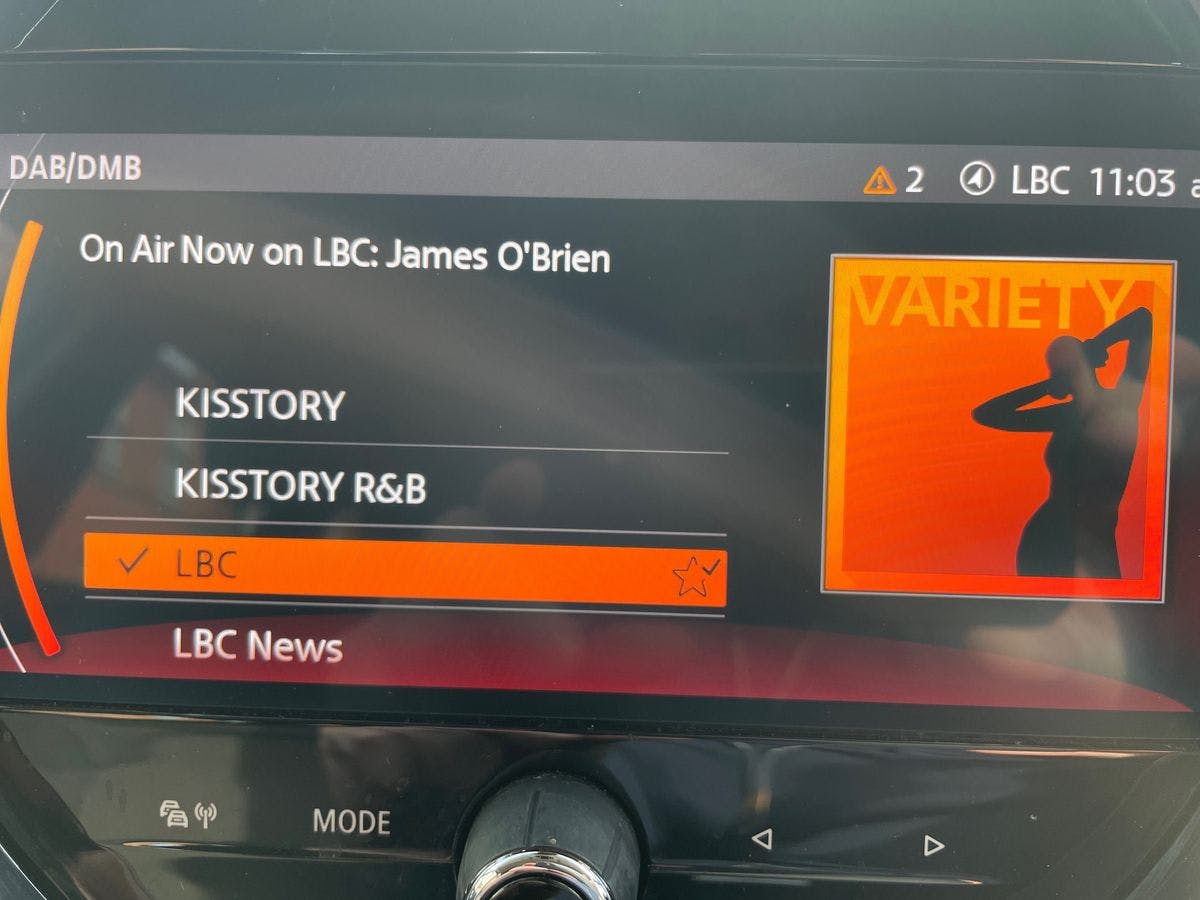 DAB/DMB
2 LBC 11:03 a
On Air Now on LBC: James O'Brien
VARIETY
KISSTORY
KISSTORY R&B
LBC
LBC News
MODE